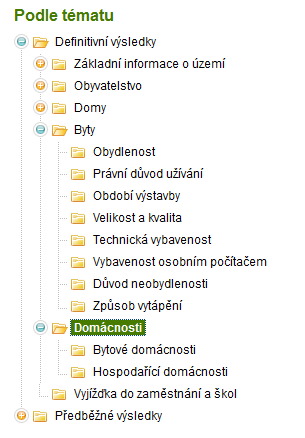 Podle tématu
Definitivní výsledky
Základní informace o území
Obyvatelstvo
Domy
Byty
Obydlenost
Právní důvod užívání
Období výstavby
Velikost a kvalita
Technická vybavenost
Vybavenost osobním počítačem
Důvod neobydlenosti
Způsob vytápění
Domácnosti
Bytové domácnosti
Hospodařící domácnosti
Vyjížďka do zaměstnání a škol
Předběžné výsledky